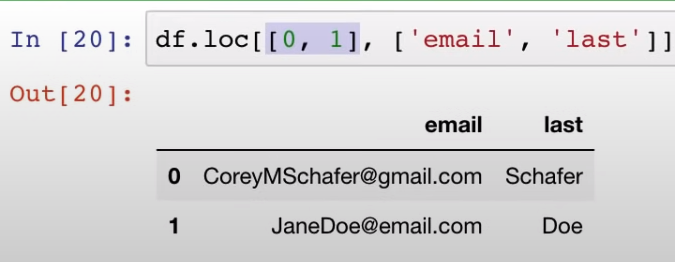 In [20]: df.loc[[0, 1], ['email', 'last']]
Out[20]:
email last
0 CoreyMSchafer@gmail.com Schafer
1 JaneDoe@email.com Doe